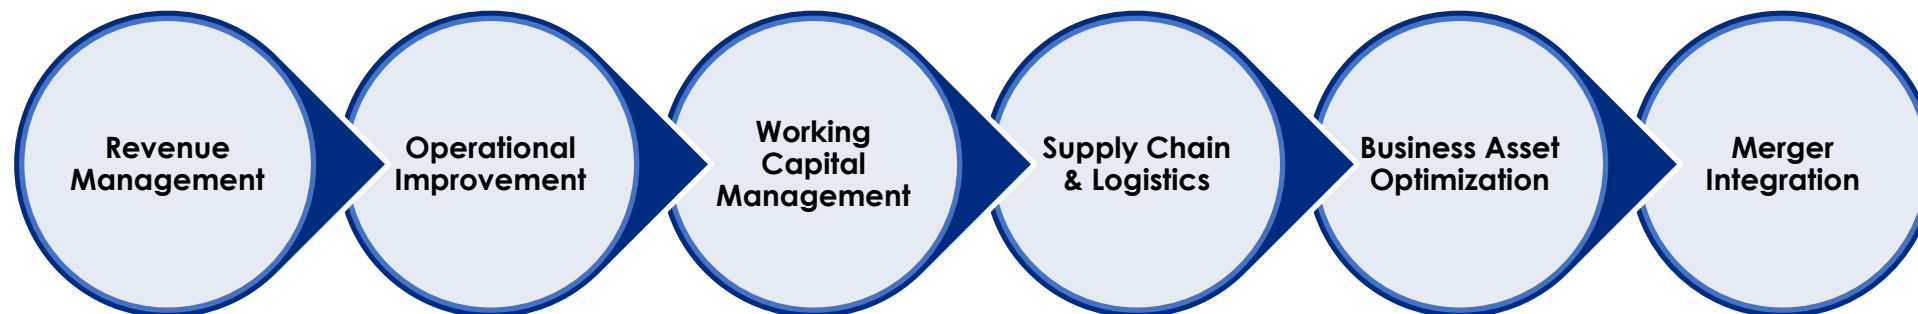 Revenue
Management
Operational
Improvement
Working
Capital
Management
Supply Chain
& Logistics
Business Asset
Optimization
Merger
Integration